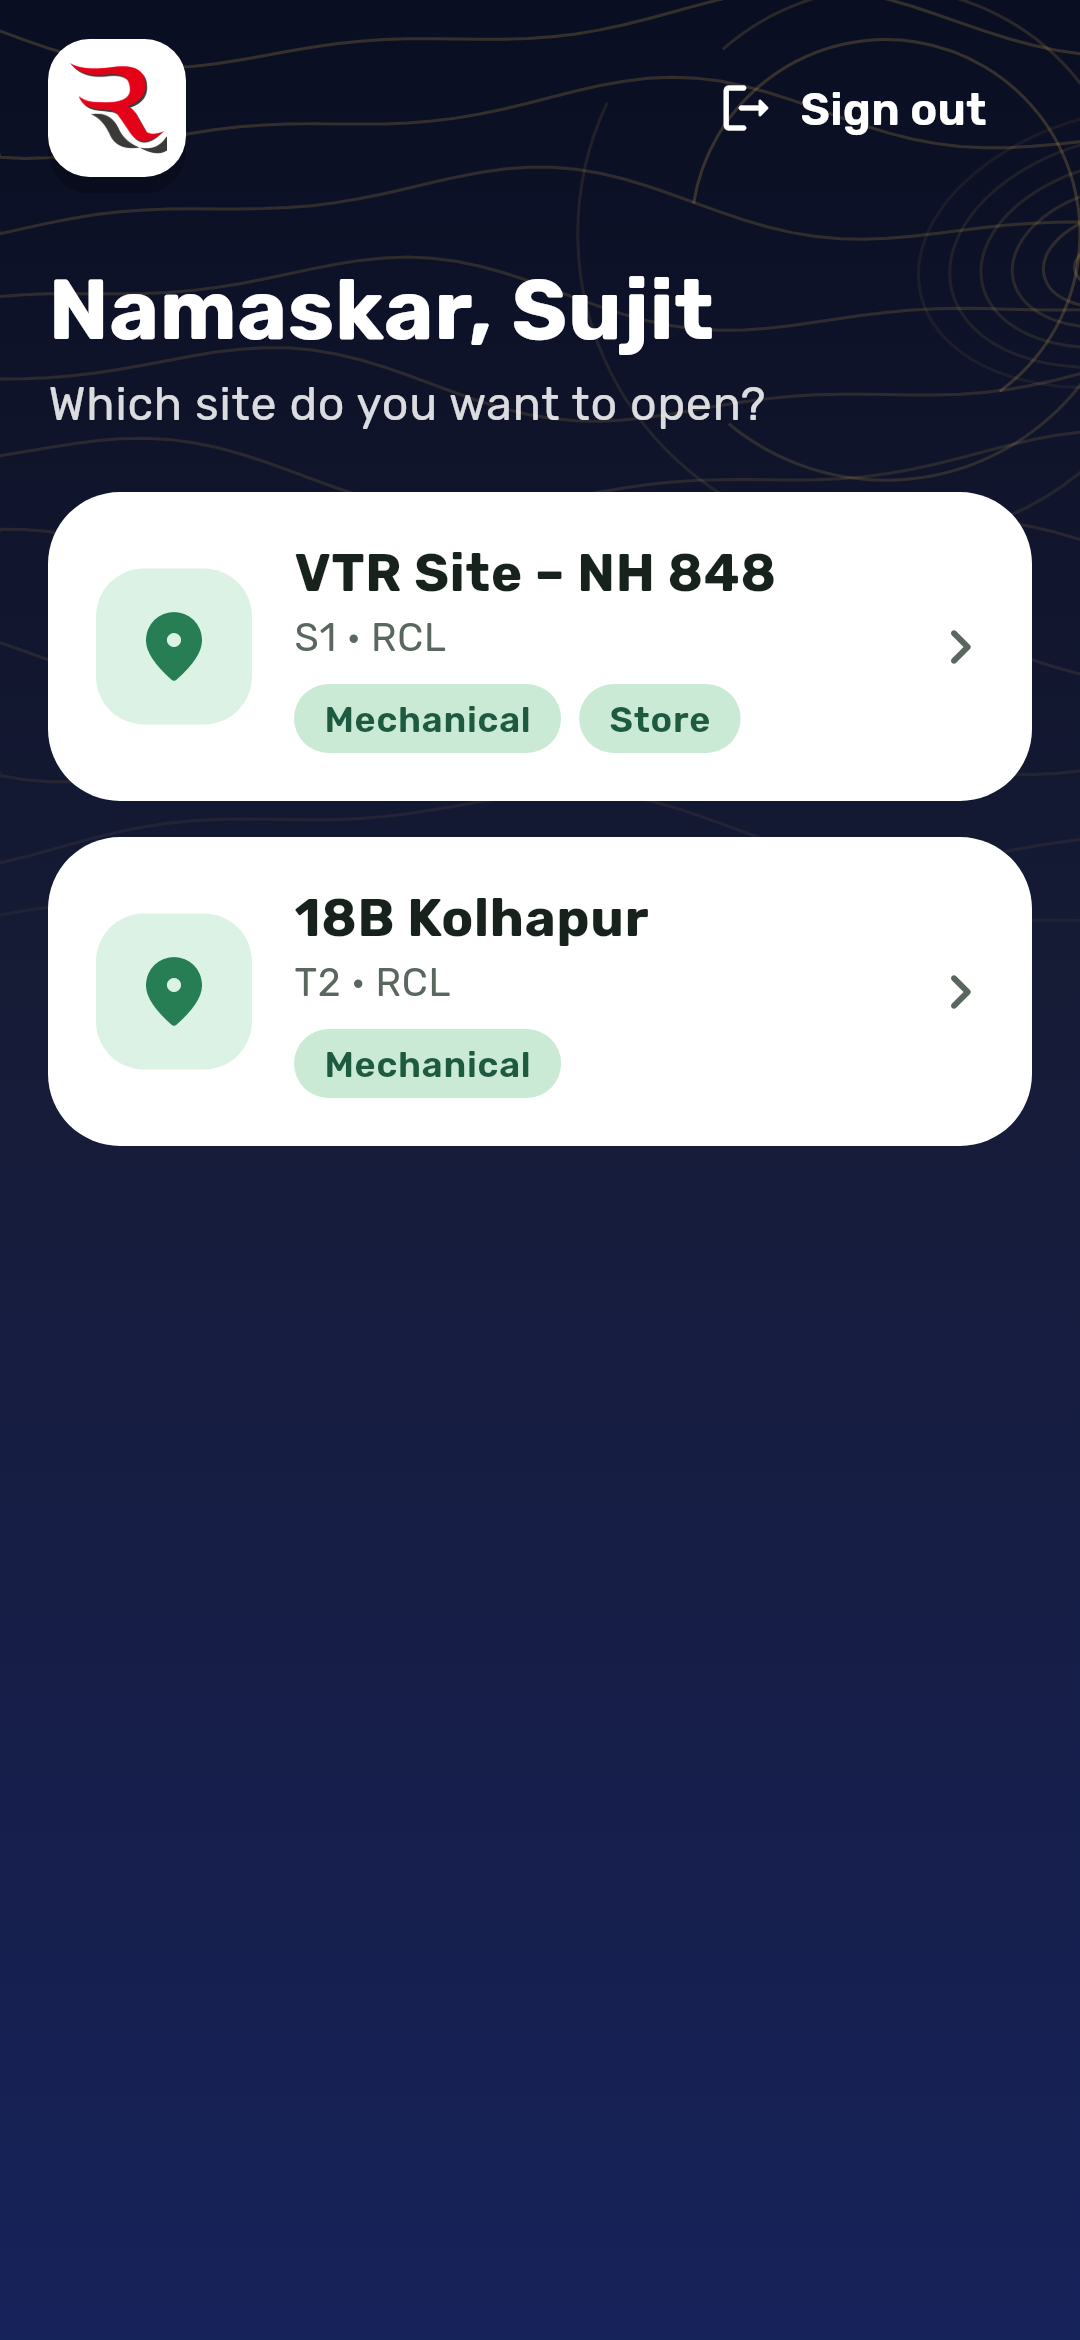 Sign out
Namaskar, Sujit
Which site do you want to open?
VTR Site – NH 848
S1 • RCL
Mechanical Store
18B Kolhapur
T2 • RCL
Mechanical